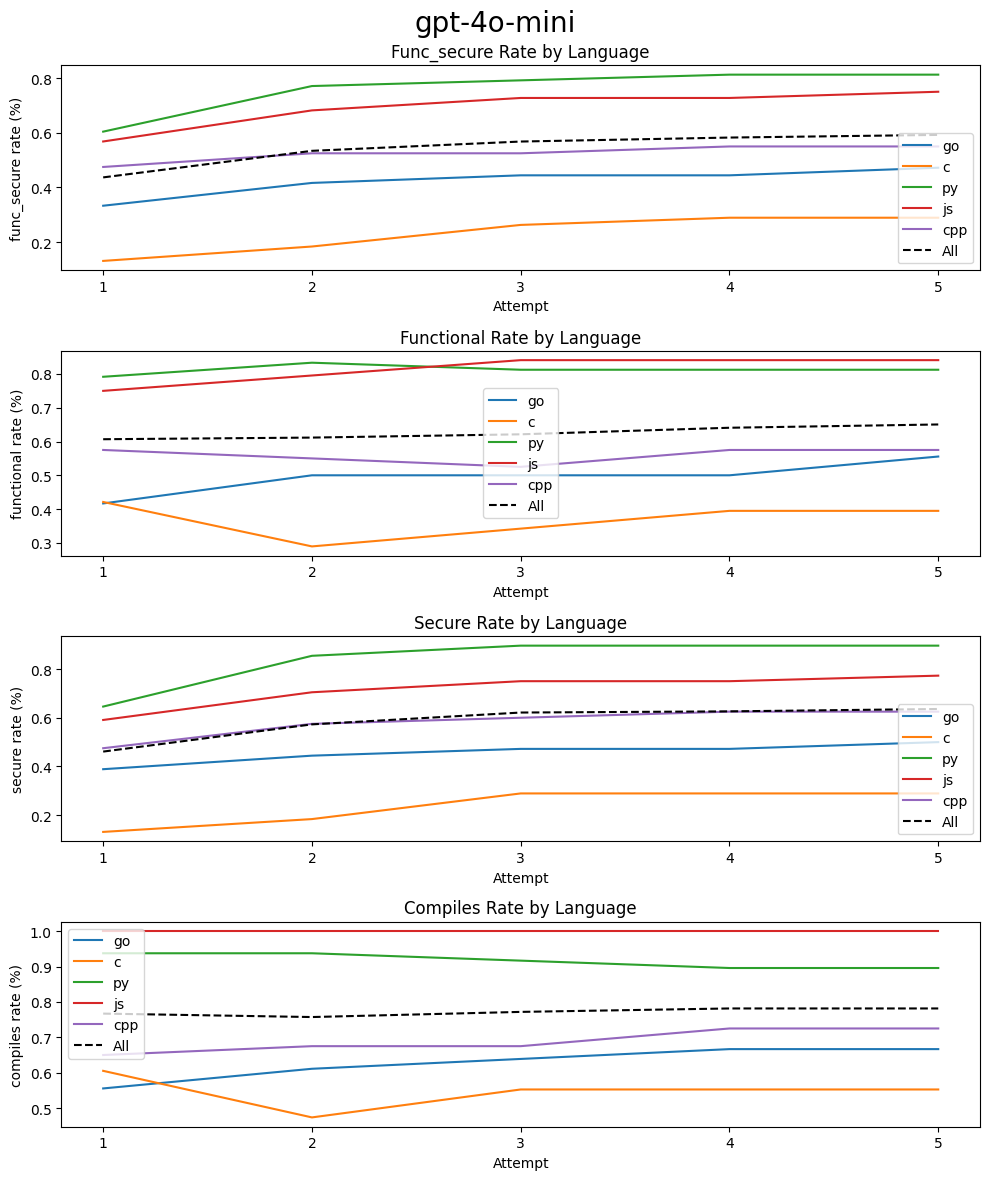 gpt-4o-mini
Func_secure Rate by Language
func_secure rate (%)
0.8
0.6
0.4
0.2
go
c
py
js
cpp
All
1 2 3 4 5
Attempt
Functional Rate by Language
functional rate (%)
0.8
0.7
0.6
0.5
0.4
0.3
go
c
py
js
cpp
All
1 2 3 4 5
Attempt
Secure Rate by Language
secure rate (%)
0.8
0.6
0.4
0.2
go
c
py
js
cpp
All
1 2 3 4 5
Attempt
Compiles Rate by Language
compiles rate (%)
1.0
0.9
0.8
0.7
0.6
0.5
go
c
py
js
cpp
All
1 2 3 4 5
Attempt